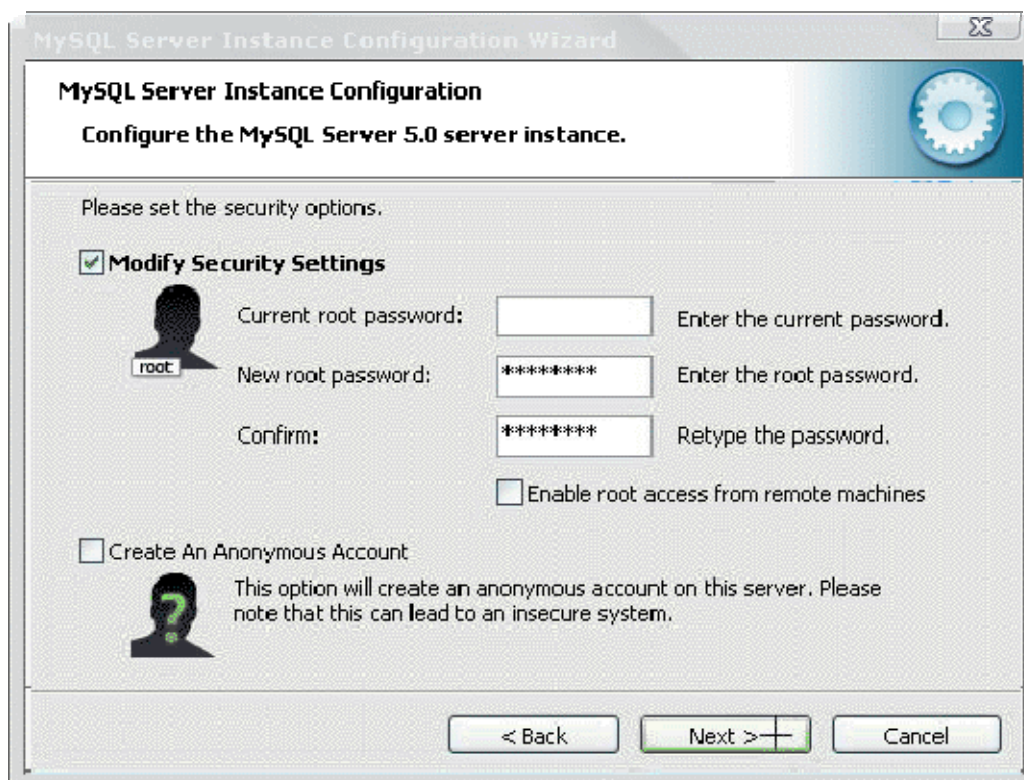 MySQL Server Instance Configuration Wizard
MySQL Server Instance Configuration
Configure the MySQL Server 5.0 server instance.
Please set the security options.
Modify Security Settings
root
Current root password:
Enter the current password.
New root password:
********
Enter the root password.
Confirm:
********
Retype the password.
Enable root access from remote machines
Create An Anonymous Account
This option will create an anonymous account on this server. Please
note that this can lead to an insecure system.
< Back
Next >
Cancel